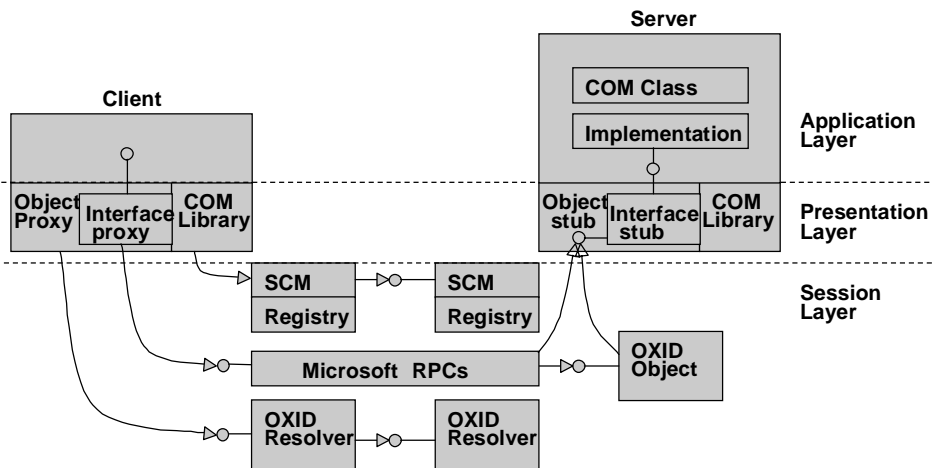 Server
COM Class
Client
Implementation
Application
Layer
Object
Proxy
Interface
proxy
COM
Library
Object
stub
Interface
stub
COM
Library
Presentation
Layer
SCM
Registry
SCM
Registry
Session
Layer
Microsoft RPCs
OXID
Object
OXID
Resolver
OXID
Resolver